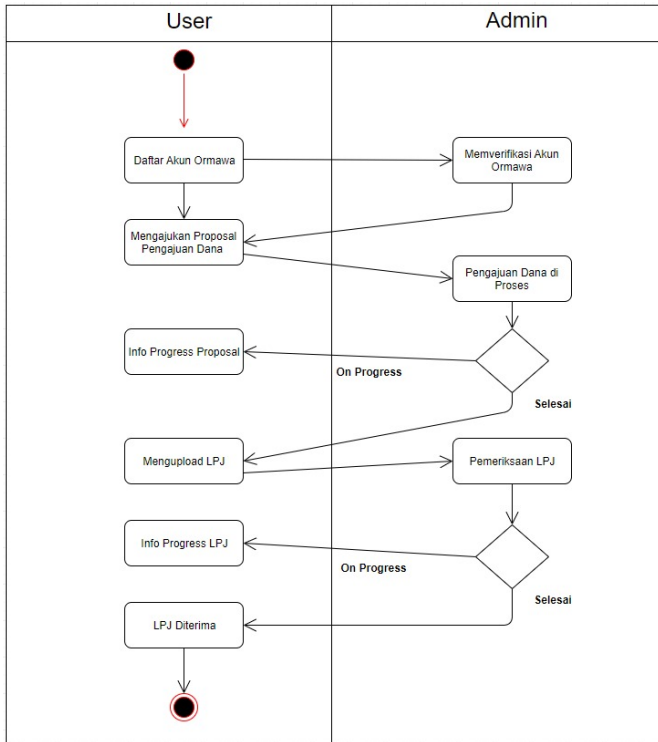 User
Admin
Daftar Akun Ormawa
Memverifikasi Akun
Ormawa
Mengajukan Proposal
Pengajuan Dana
Pengajuan Dana di
Proses
Info Progress Proposal
On Progress
Selesai
Mengupload LPJ
Pemeriksaan LPJ
Info Progress LPJ
On Progress
Selesai
LPJ Diterima